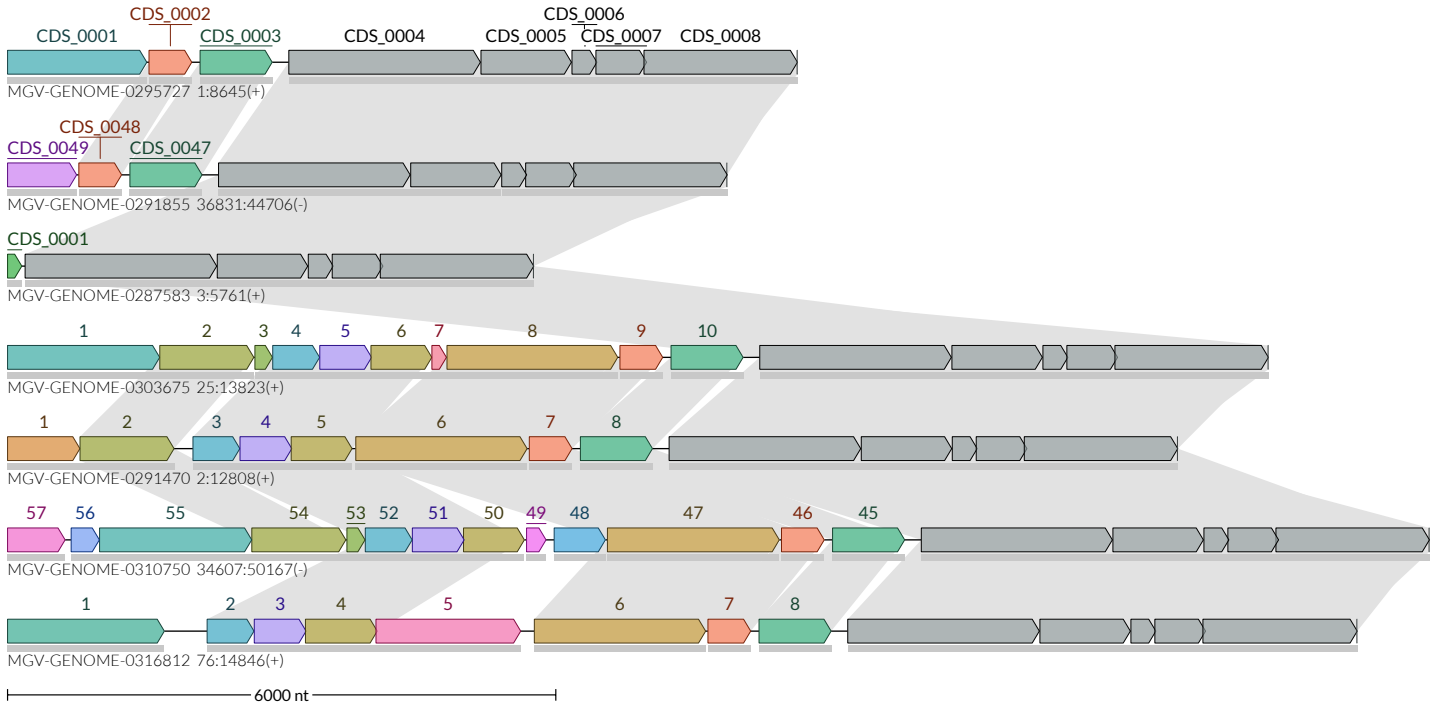 CDS_0006
CDS_0002
CDS_0001 CDS_0003 CDS_0004 CDS_0005 CDS_0007 CDS_0008
MGV-GENOME-0295727 1:8645(+)
CDS_0048
CDS_0049 CDS_0047
MGV-GENOME-0291855 36831:44706(-)
CDS_0001
MGV-GENOME-0287583 3:5761(+)
1 2 3 4 5 6 7 8 9 10
MGV-GENOME-0303675 25:13823(+)
1 2 3 4 5 6 7 8
MGV-GENOME-0291470 2:12808(+)
57 56 55 54 53 52 51 50 49 48 47 46 45
MGV-GENOME-0310750 34607:50167(-)
1 2 3 4 5 6 7 8
MGV-GENOME-0316812 76:14846(+)
6000 nt